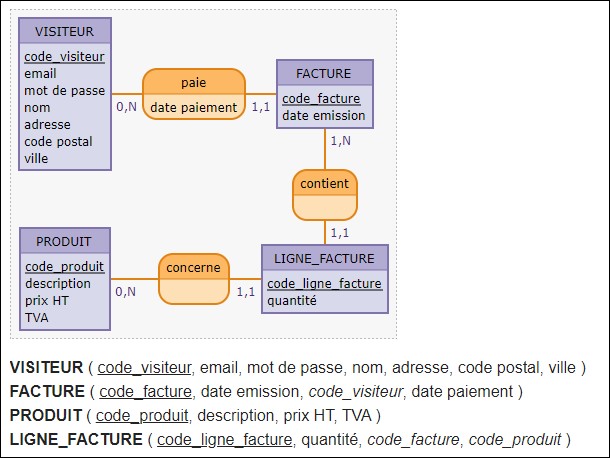 VISITEUR
code_visiteur
email
mot de passe
nom
adresse
code postal
ville
0,N
paie
date paiement
1,1
FACTURE
code_facture
date emission
1,N
contient
1,1
PRODUIT
code_produit
description
prix HT
TVA
0,N
concerne
1,1
LIGNE_FACTURE
code_ligne_facture
quantité
VISITEUR ( code_visiteur, email, mot de passe, nom, adresse, code postal, ville )
FACTURE ( code_facture, date emission, code_visiteur, date paiement )
PRODUIT ( code_produit, description, prix HT, TVA )
LIGNE_FACTURE ( code_ligne_facture, quantité, code_facture, code_produit )